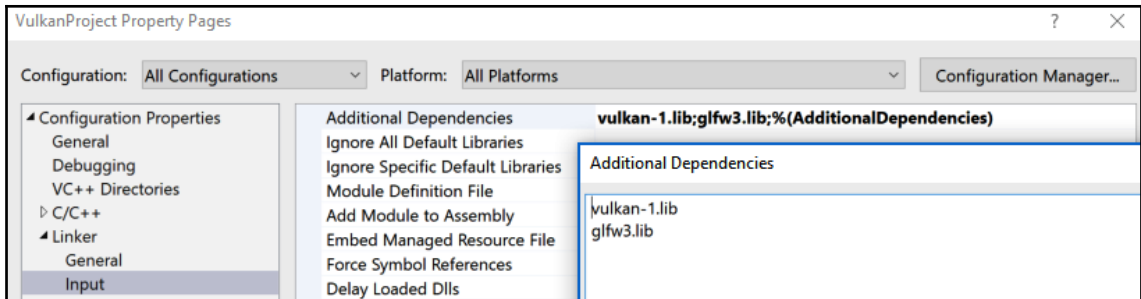 VulkanProject Property Pages ? ×
Configuration: All Configurations Platform: All Platforms Configuration Manager...
Configuration Properties
General
Debugging
VC++ Directories
C/C++
Linker
General
Input
Additional Dependencies vulkan-1.lib;glfw3.lib;%(AdditionalDependencies)
Ignore All Default Libraries
Ignore Specific Default Libraries
Module Definition File
Add Module to Assembly
Embed Managed Resource File
Force Symbol References
Delay Loaded Dlls
Additional Dependencies
vulkan-1.lib
glfw3.lib